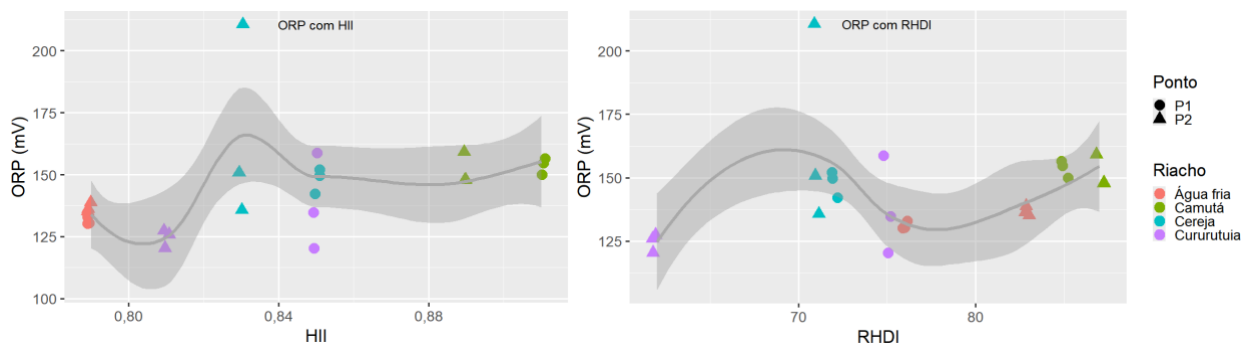 ORP com HII
200
175
150
125
100
ORP (mV)
0,80
0,84
0,88
HII
ORP com RHDI
200
175
150
125
ORP (mV)
70
80
RHDI
Ponto
P1
P2
Riacho
Água fria
Camutá
Cereja
Cururutuia